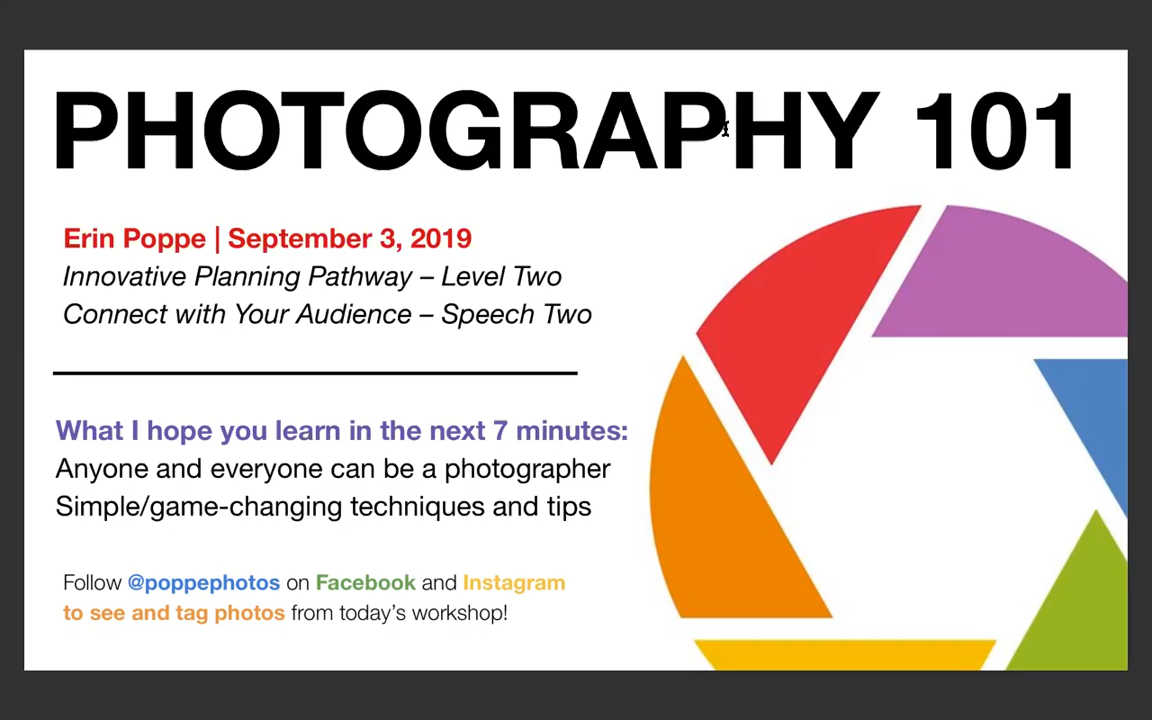 PHOTOGRAPHY 101
Erin Poppe | September 3, 2019
Innovative Planning Pathway – Level Two
Connect with Your Audience – Speech Two
What I hope you learn in the next 7 minutes:
Anyone and everyone can be a photographer
Simple/game-changing techniques and tips
Follow @poppephotos on Facebook and Instagram
to see and tag photos from today’s workshop!